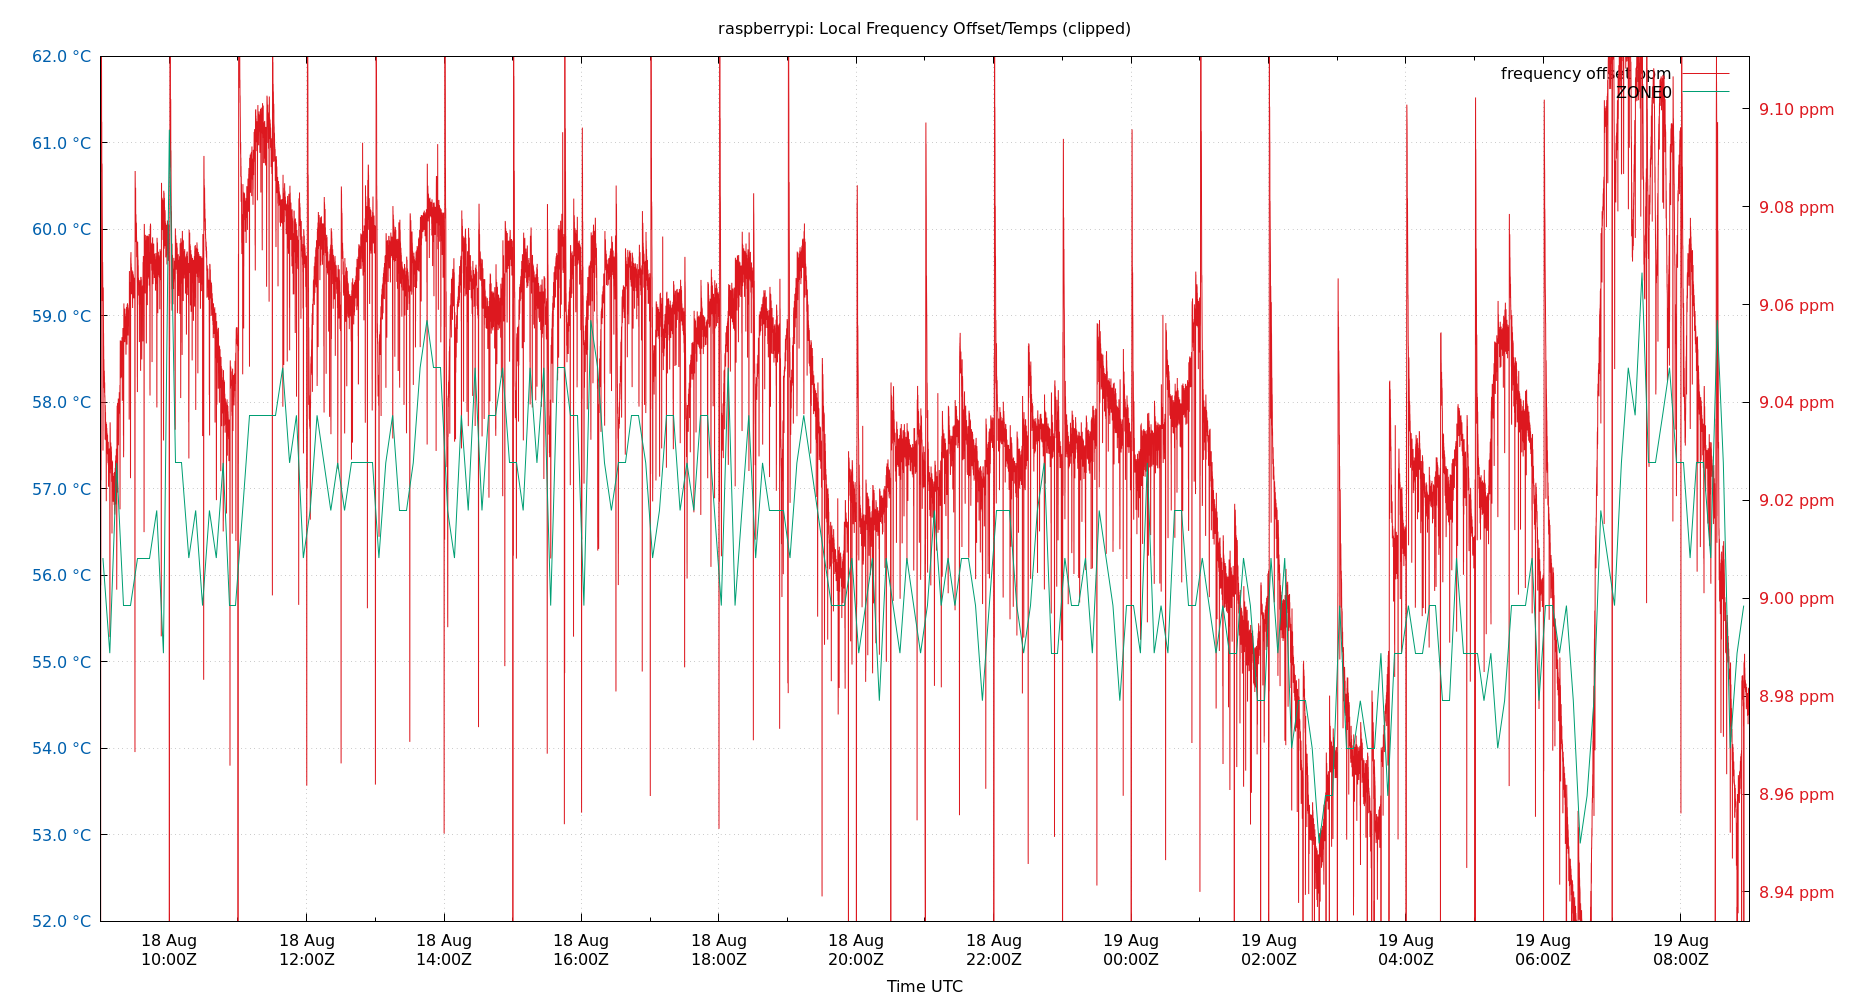 raspberrypi: Local Frequency Offset/Temps (clipped)
62.0 °C
61.0 °C
60.0 °C
59.0 °C
58.0 °C
57.0 °C
56.0 °C
55.0 °C
54.0 °C
53.0 °C
52.0 °C
frequency offset ppm
ZONE0
9.10 ppm
9.08 ppm
9.06 ppm
9.04 ppm
9.02 ppm
9.00 ppm
8.98 ppm
8.96 ppm
8.94 ppm
18 Aug 18 Aug 18 Aug 18 Aug 18 Aug 18 Aug 18 Aug 19 Aug 19 Aug 19 Aug 19 Aug 19 Aug
10:00Z 12:00Z 14:00Z 16:00Z 18:00Z 20:00Z 22:00Z 00:00Z 02:00Z 04:00Z 06:00Z 08:00Z
Time UTC